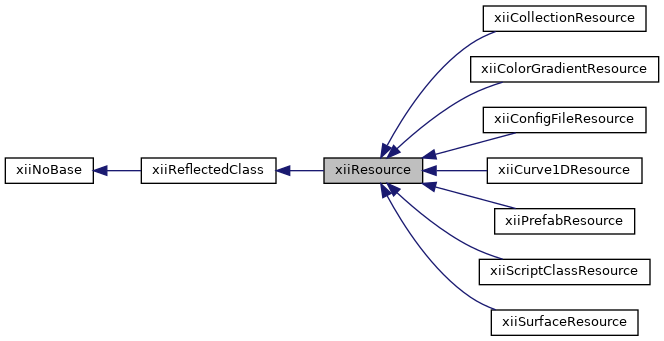 xiiCollectionResource
xiiColorGradientResource
xiiConfigFileResource
xiiNoBase
xiiReflectedClass
xiiResource
xiiCurve1DResource
xiiPrefabResource
xiiScriptClassResource
xiiSurfaceResource